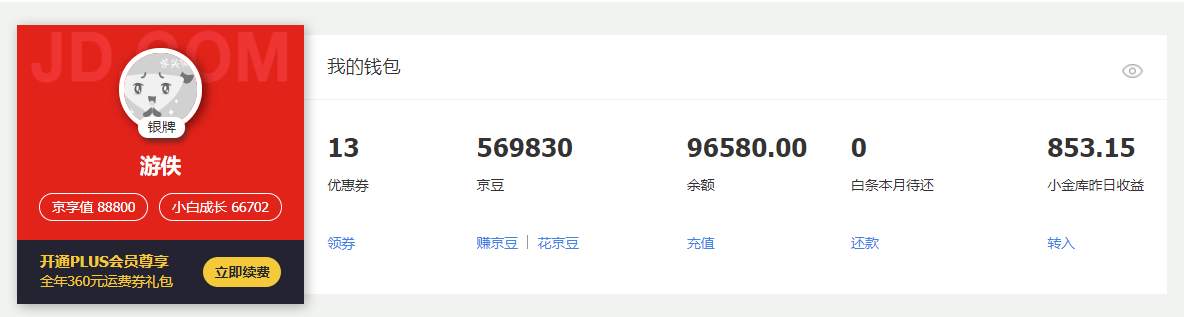 JD.COM
银牌
游佚
京享值 88800
小白成长 66702
开通PLUS会员尊享
全年360元运费券礼包
立即续费
我的钱包
13
优惠券
领券
569830
京豆
赚京豆 | 花京豆
96580.00
余额
充值
0
白条本月待还
还款
853.15
小金库昨日收益
转入